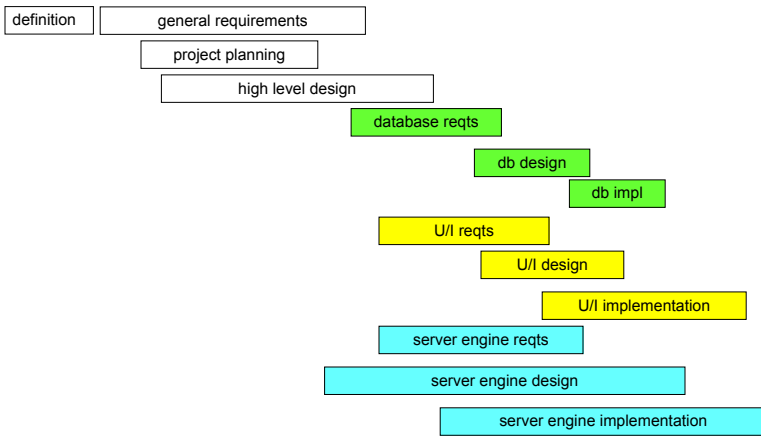 definition
general requirements
project planning
high level design
database reqts
db design
db impl
U/I reqts
U/I design
U/I implementation
server engine reqts
server engine design
server engine implementation